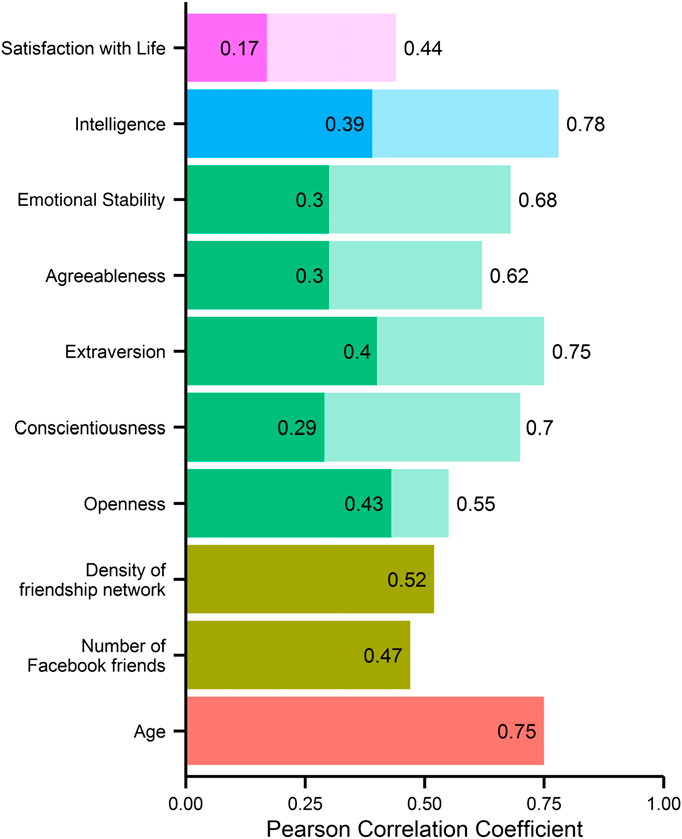 Satisfaction with Life 0.17 0.44
Intelligence 0.39 0.78
Emotional Stability 0.3 0.68
Agreeableness 0.3 0.62
Extraversion 0.4 0.75
Conscientiousness 0.29 0.7
Openness 0.43 0.55
Density of
friendship network 0.52
Number of
Facebook friends 0.47
Age 0.75
0.00 0.25 0.50 0.75 1.00
Pearson Correlation Coefficient